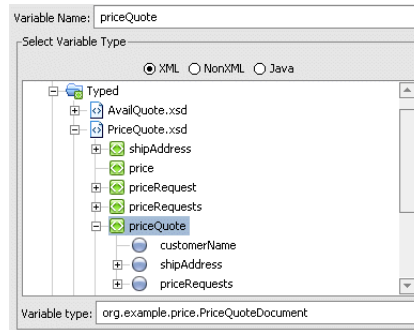 Variable Name: priceQuote
Select Variable Type
XML NonXML Java
Typed
AvailQuote.xsd
PriceQuote.xsd
shipAddress
price
priceRequest
priceRequests
priceQuote
customerName
shipAddress
priceRequests
Variable type: org.example.price.PriceQuoteDocument